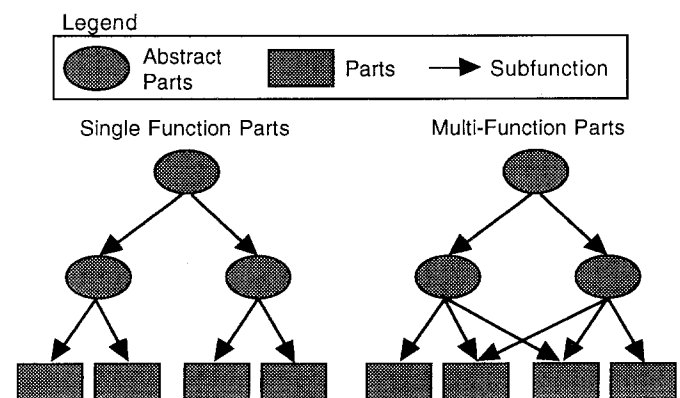 Legend
Abstract
Parts
Parts
Subfunction
Single Function Parts
Multi-Function Parts